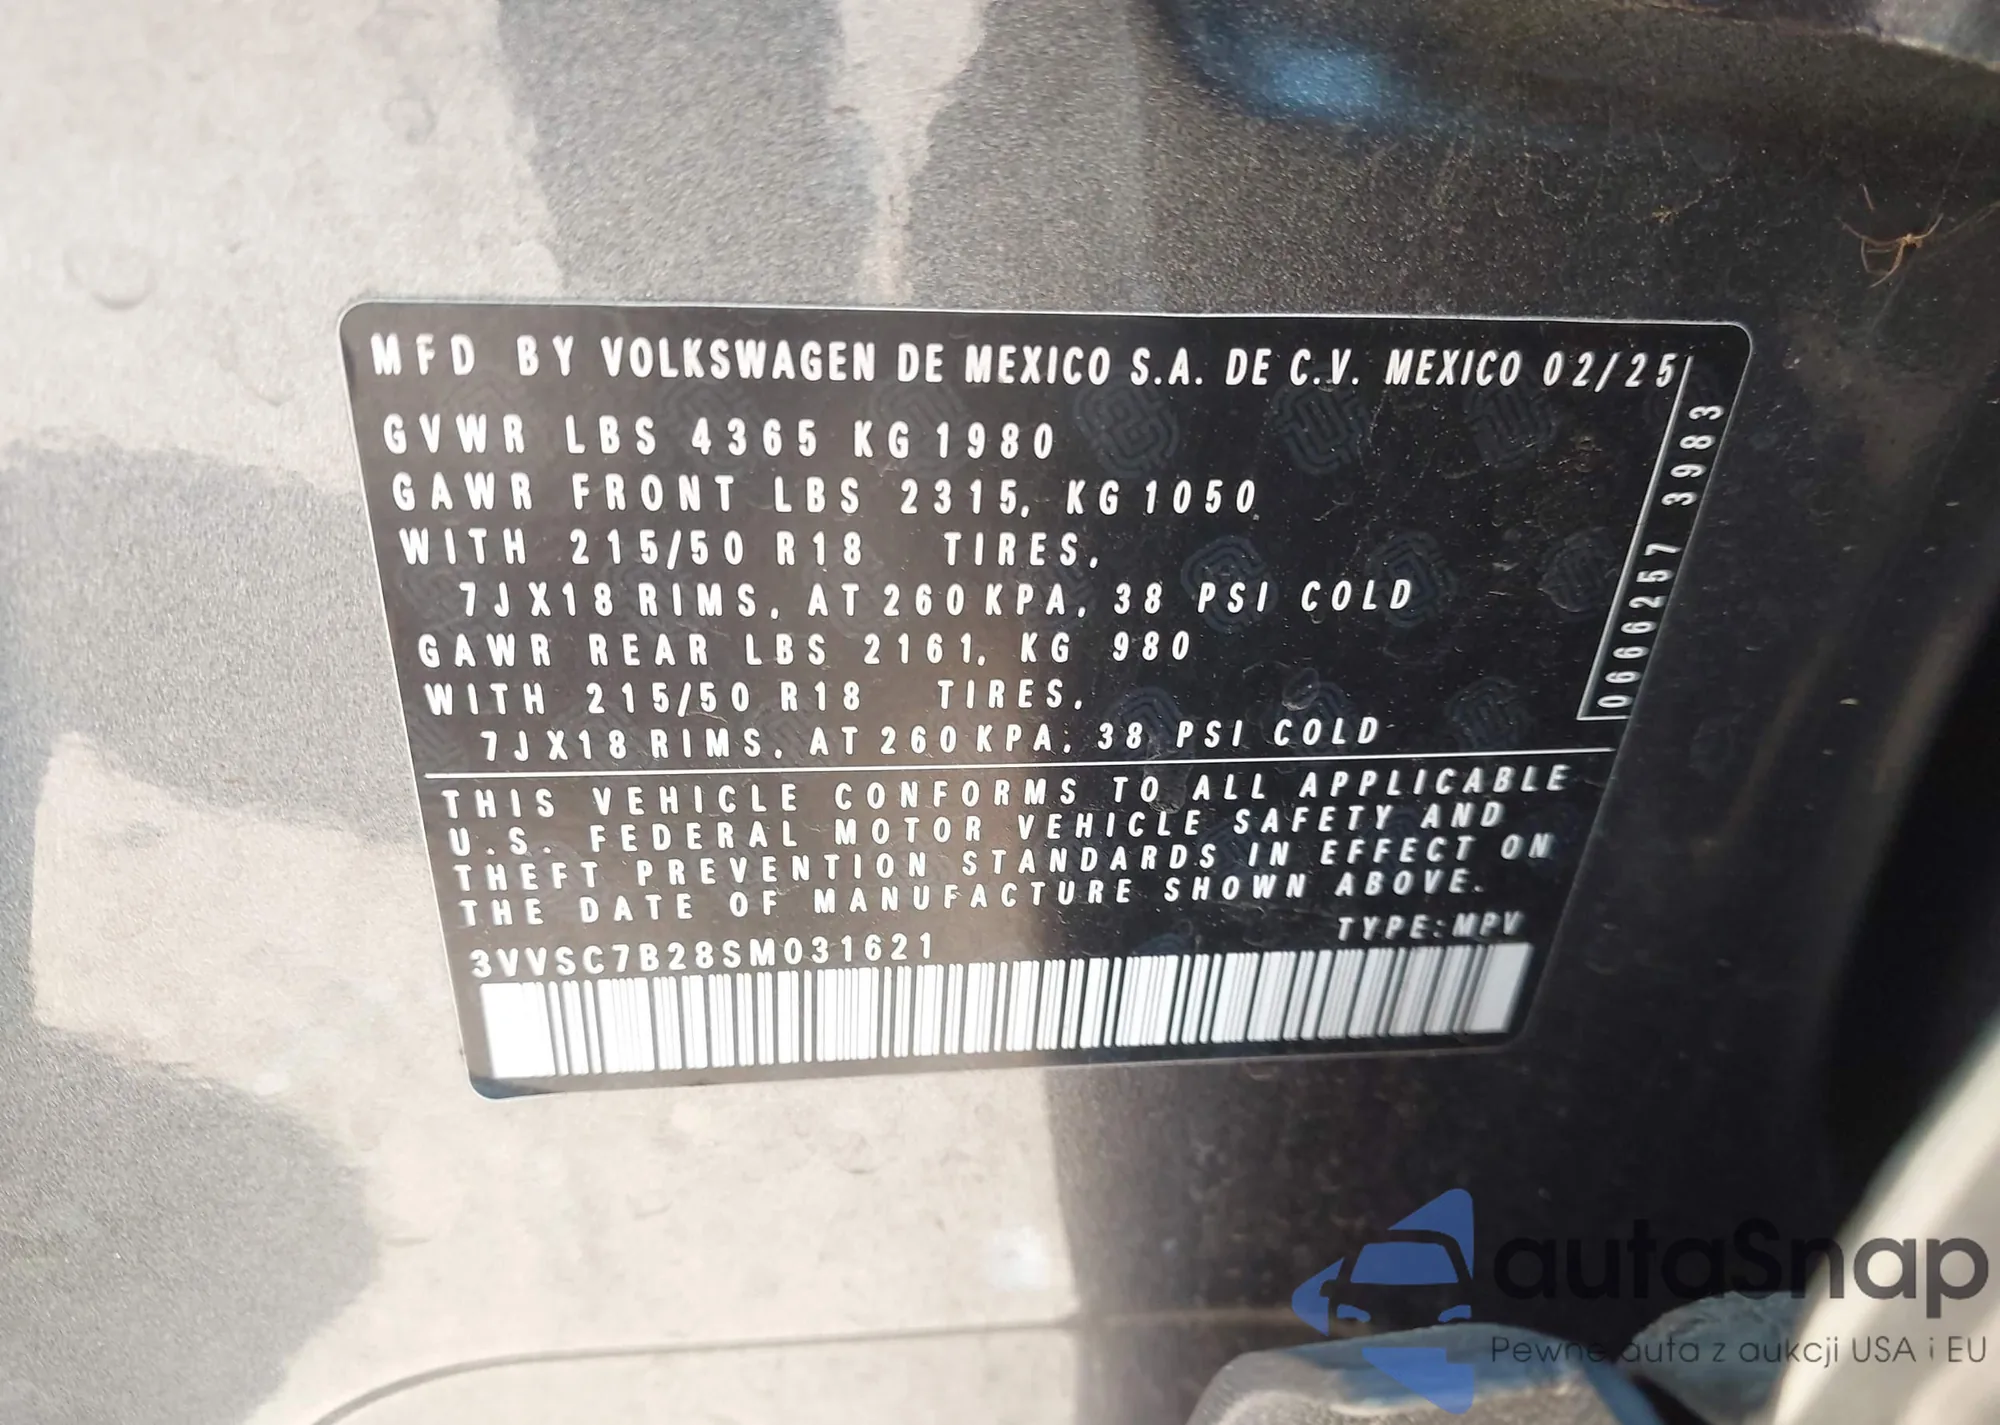 MFD BY VOLKSWAGEN DE MEXICO S.A. DE C.V. MEXICO 02/25
GVWR LBS 4365 KG 1980
GAWR FRONT LBS 2315, KG 1050
WITH 215/50 R18 TIRES,
7JX18 RIMS, AT 260 KPA, 38 PSI COLD
GAWR REAR LBS 2161, KG 980
WITH 215/50 R18 TIRES,
7JX18 RIMS, AT 260 KPA, 38 PSI COLD
0666257 3983
THIS VEHICLE CONFORMS TO ALL APPLICABLE
U.S. FEDERAL MOTOR VEHICLE SAFETY AND
THEFT PREVENTION STANDARDS IN EFFECT ON
THE DATE OF MANUFACTURE SHOWN ABOVE.
TYPE: MPV
3VVSC7B28SM031621
autaSnap
Pewne auta z aukcji USA i EU